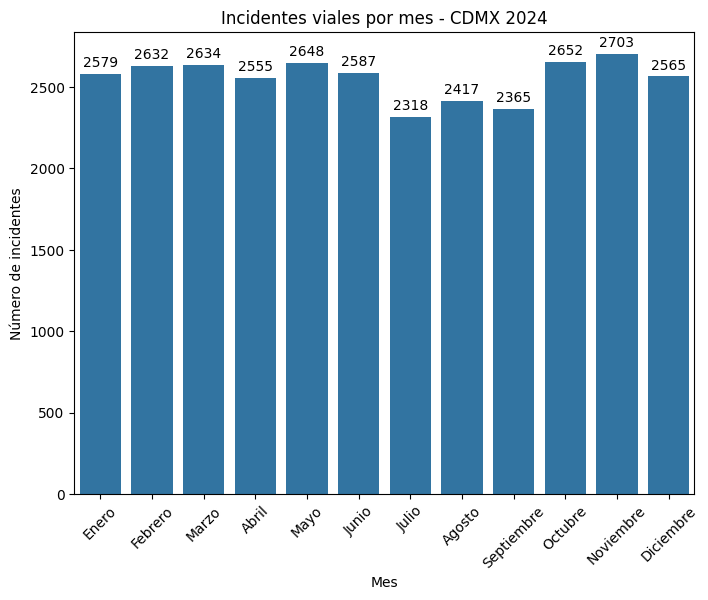 Incidentes viales por mes - CDMX 2024
2579
2632
2634
2555
2648
2587
2318
2417
2365
2652
2703
2565
2500
2000
1500
1000
500
0
Número de incidentes
Enero
Febrero
Marzo
Abril
Mayo
Junio
Julio
Agosto
Septiembre
Octubre
Noviembre
Diciembre
Mes